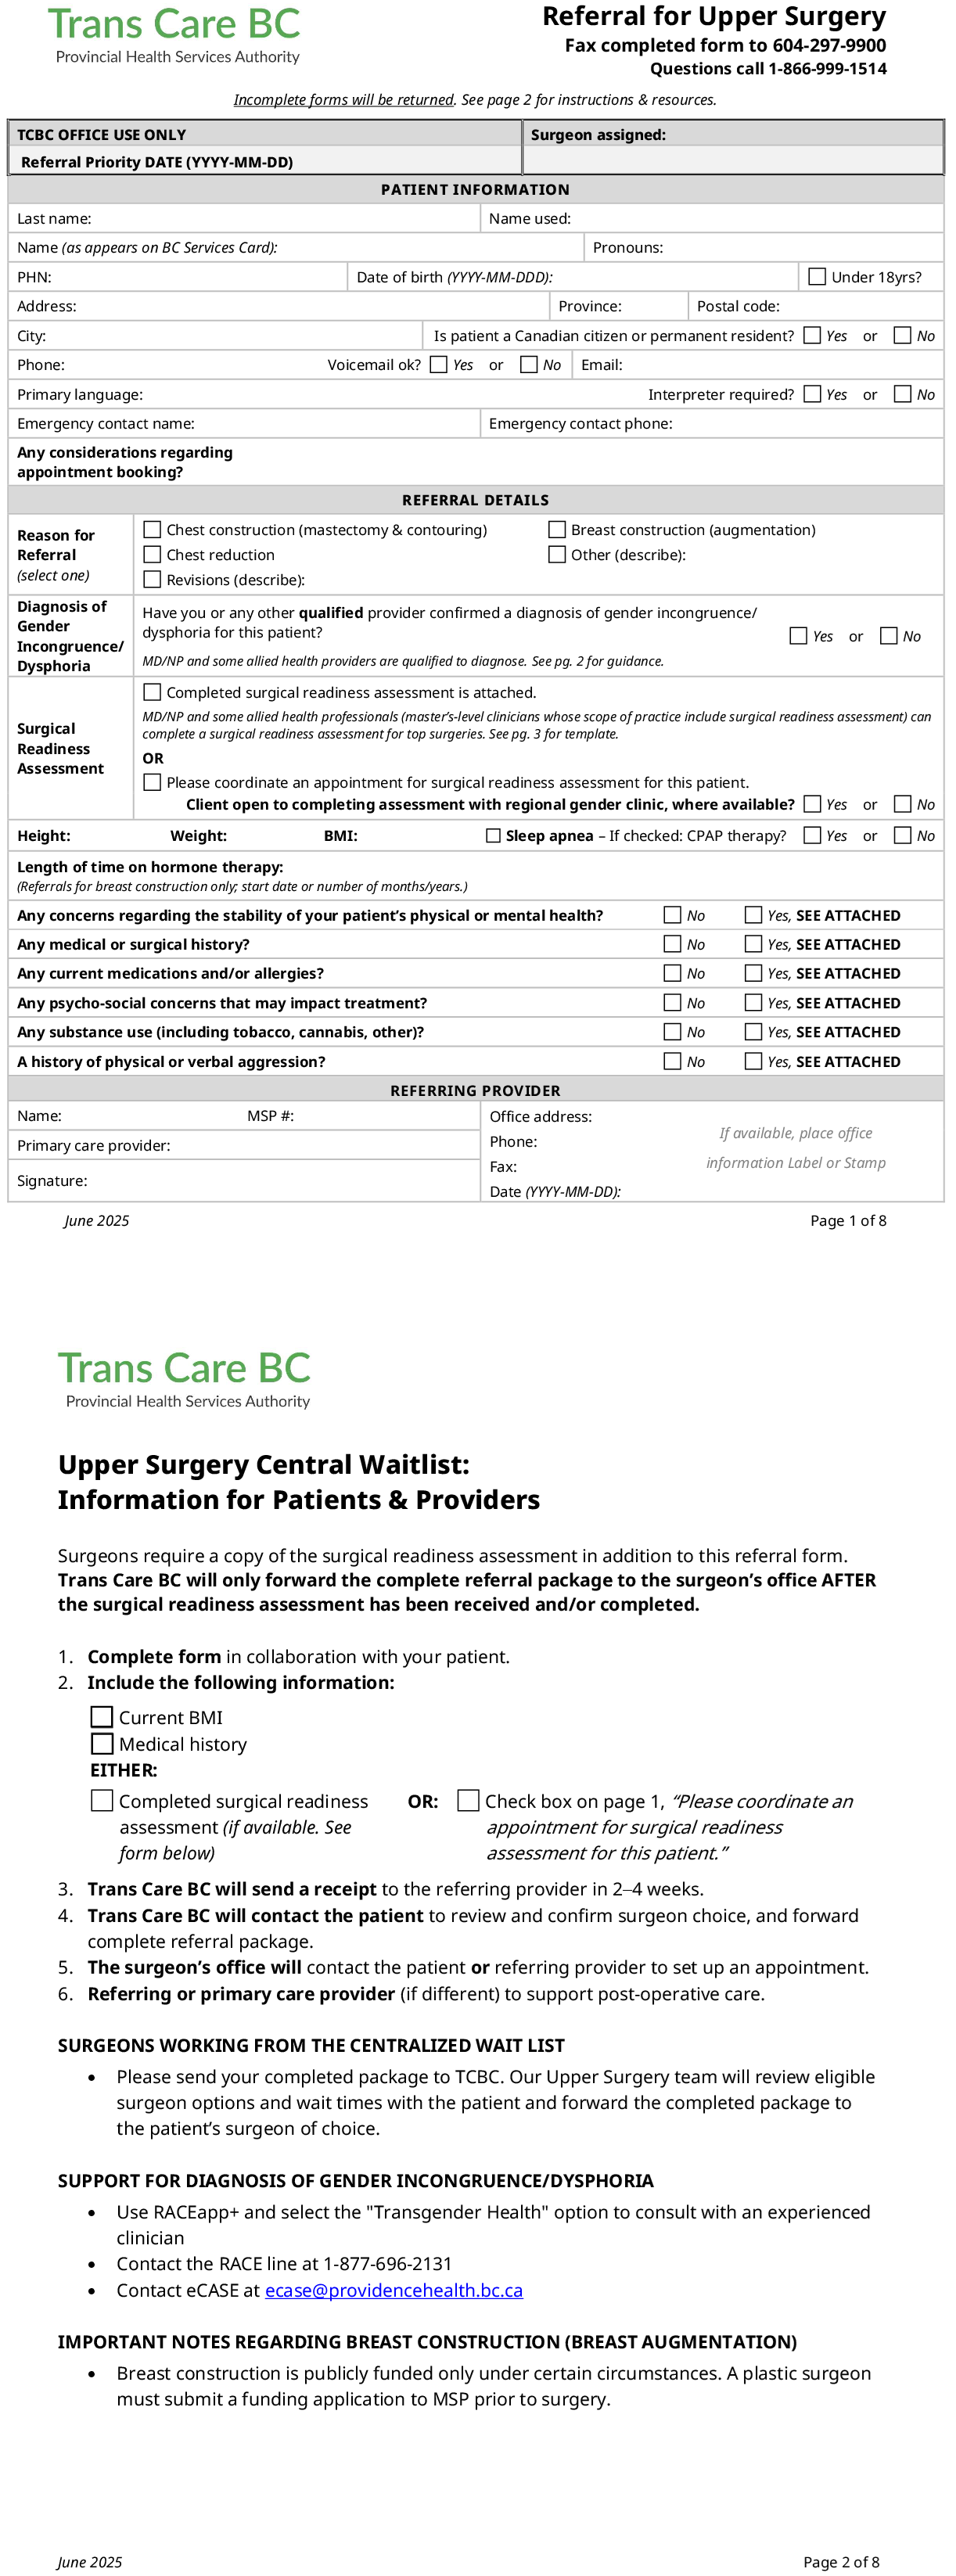 Trans Care BC
Provincial Health Services Authority
Referral for Upper Surgery
Fax completed form to 604-297-9900
Questions call 1-866-999-1514
Incomplete forms will be returned. See page 2 for instructions & resources.
TCBC OFFICE USE ONLY
Surgeon assigned:
Referral Priority DATE (YYYY-MM-DD)
PATIENT INFORMATION
Last name: Name used:
Name (as appears on BC Services Card): Pronouns:
PHN: Date of birth (YYYY-MM-DDD): ☐ Under 18yrs?
Address: Province: Postal code:
City: Is patient a Canadian citizen or permanent resident? ☐ Yes or ☐ No
Phone: Voicemail ok? ☐ Yes or ☐ No Email:
Primary language: Interpreter required? ☐ Yes or ☐ No
Emergency contact name: Emergency contact phone:
Any considerations regarding
appointment booking?
REFERRAL DETAILS
Reason for
Referral
(select one)
☐ Chest construction (mastectomy & contouring) ☐ Breast construction (augmentation)
☐ Chest reduction ☐ Other (describe):
☐ Revisions (describe):
Diagnosis of
Gender
Incongruence/
Dysphoria
Have you or any other qualified provider confirmed a diagnosis of gender incongruence/
dysphoria for this patient?
☐ Yes or ☐ No
MD/NP and some allied health providers are qualified to diagnose. See pg. 2 for guidance.
Surgical
Readiness
Assessment
☐ Completed surgical readiness assessment is attached.
MD/NP and some allied health professionals (master's-level clinicians whose scope of practice include surgical readiness assessment) can
complete a surgical readiness assessment for top surgeries. See pg. 3 for template.
OR
☐ Please coordinate an appointment for surgical readiness assessment for this patient.
Client open to completing assessment with regional gender clinic, where available? ☐ Yes or ☐ No
Height: Weight: BMI: ☐ Sleep apnea – If checked: CPAP therapy? ☐ Yes or ☐ No
Length of time on hormone therapy:
(Referrals for breast construction only; start date or number of months/years.)
Any concerns regarding the stability of your patient's physical or mental health? ☐ No ☐ Yes, SEE ATTACHED
Any medical or surgical history? ☐ No ☐ Yes, SEE ATTACHED
Any current medications and/or allergies? ☐ No ☐ Yes, SEE ATTACHED
Any psycho-social concerns that may impact treatment? ☐ No ☐ Yes, SEE ATTACHED
Any substance use (including tobacco, cannabis, other)? ☐ No ☐ Yes, SEE ATTACHED
A history of physical or verbal aggression? ☐ No ☐ Yes, SEE ATTACHED
REFERRING PROVIDER
Name: MSP #:
Primary care provider:
Signature:
Office address:
Phone:
Fax:
Date (YYYY-MM-DD):
If available, place office
information Label or Stamp
June 2025 Page 1 of 8
Trans Care BC
Provincial Health Services Authority
Upper Surgery Central Waitlist:
Information for Patients & Providers
Surgeons require a copy of the surgical readiness assessment in addition to this referral form.
Trans Care BC will only forward the complete referral package to the surgeon's office AFTER
the surgical readiness assessment has been received and/or completed.
1. Complete form in collaboration with your patient.
2. Include the following information:
☐ Current BMI
☐ Medical history
EITHER:
☐ Completed surgical readiness
assessment (if available. See
form below)
OR: ☐ Check box on page 1, “Please coordinate an
appointment for surgical readiness
assessment for this patient.”
3. Trans Care BC will send a receipt to the referring provider in 2–4 weeks.
4. Trans Care BC will contact the patient to review and confirm surgeon choice, and forward
complete referral package.
5. The surgeon's office will contact the patient or referring provider to set up an appointment.
6. Referring or primary care provider (if different) to support post-operative care.
SURGEONS WORKING FROM THE CENTRALIZED WAIT LIST
• Please send your completed package to TCBC. Our Upper Surgery team will review eligible
surgeon options and wait times with the patient and forward the completed package to
the patient's surgeon of choice.
SUPPORT FOR DIAGNOSIS OF GENDER INCONGRUENCE/DYSPHORIA
• Use RACEapp+ and select the "Transgender Health" option to consult with an experienced
clinician
• Contact the RACE line at 1-877-696-2131
• Contact eCASE at ecase@providencehealth.bc.ca
IMPORTANT NOTES REGARDING BREAST CONSTRUCTION (BREAST AUGMENTATION)
• Breast construction is publicly funded only under certain circumstances. A plastic surgeon
must submit a funding application to MSP prior to surgery.
June 2025 Page 2 of 8